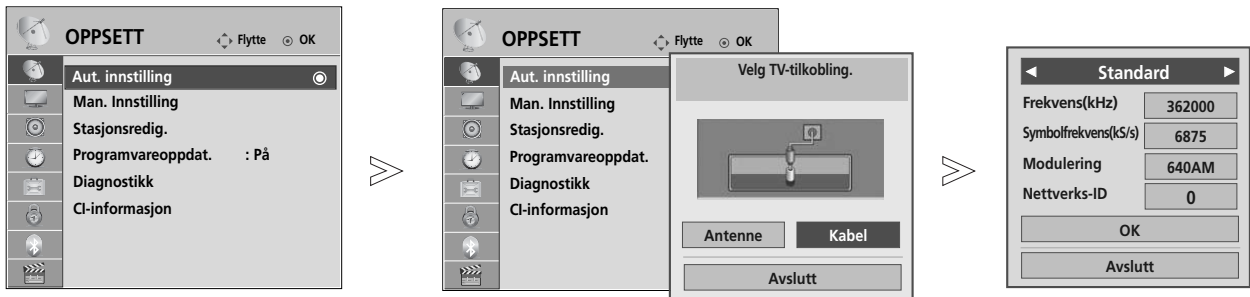 OPPSETT Flytte OK
Aut. innstilling
Man. Innstilling
Stasjonsredig.
Programvareoppdat. : På
Diagnostikk
CI-informasjon
OPPSETT Flytte OK
Aut. innstilling
Man. Innstilling
Stasjonsredig.
Programvareoppdat.
Diagnostikk
CI-informasjon
Velg TV-tilkobling.
Antenne Kabel
Avslutt
Standard
Frekvens(kHz) 362000
Symbolfrekvens(kS/s) 6875
Modulering 640AM
Nettverks-ID 0
OK
Avslutt